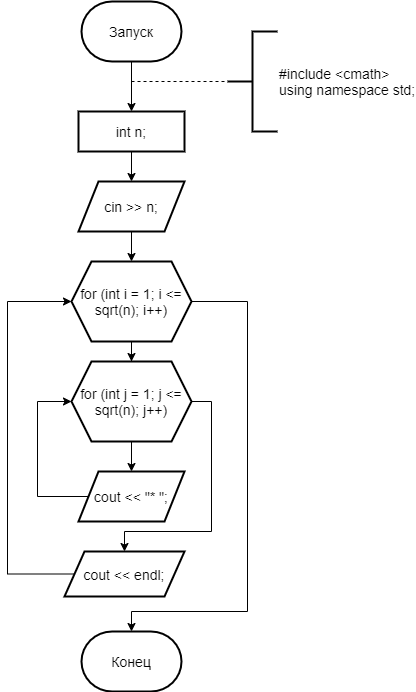 Запуск
#include <cmath>
using namespace std;
int n;
cin >> n;
for (int i = 1; i <=
sqrt(n); i++)
for (int j = 1; j <=
sqrt(n); j++)
cout << "* ";
cout << endl;
Конец